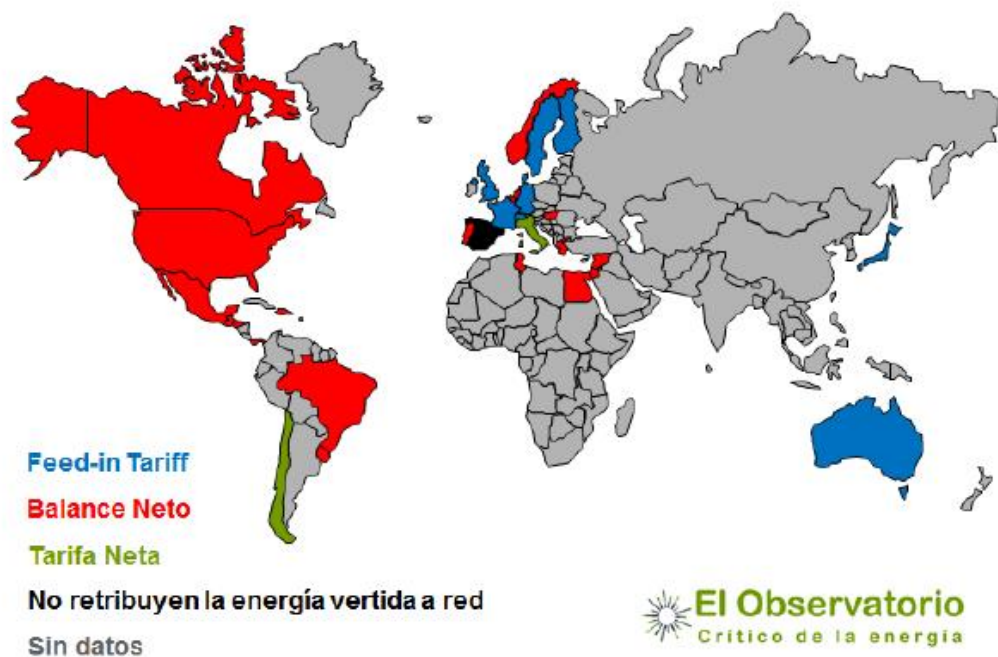 Feed-in Tariff
Balance Neto
Tarifa Neta
No retribuyen la energía vertida a red
Sin datos
El Observatorio
Crítico de la energía